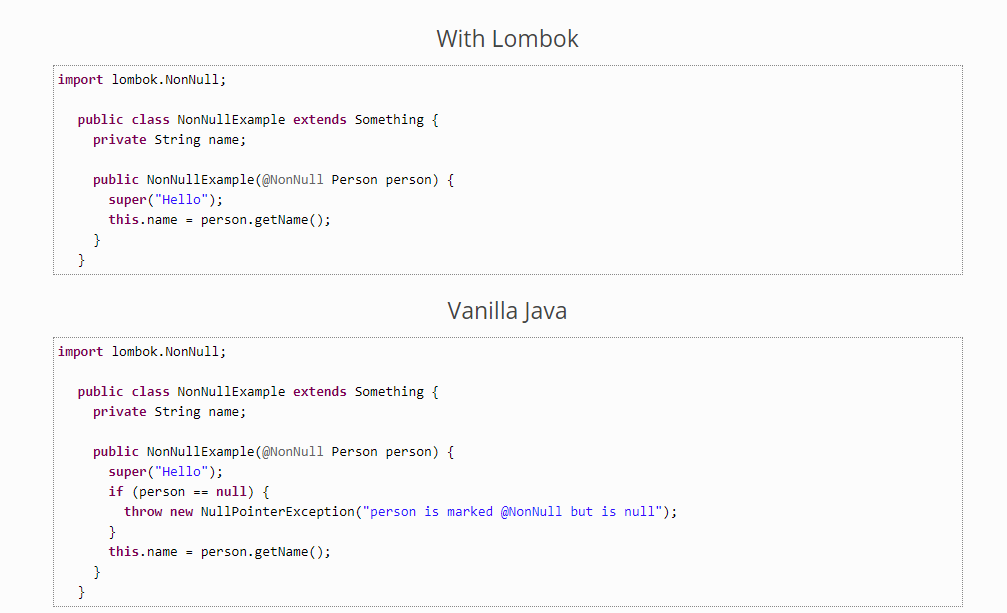 With Lombok
import lombok.NonNull;
public class NonNullExample extends Something {
private String name;
public NonNullExample(@NonNull Person person) {
super("Hello");
this.name = person.getName();
}
}
Vanilla Java
import lombok.NonNull;
public class NonNullExample extends Something {
private String name;
public NonNullExample(@NonNull Person person) {
super("Hello");
if (person == null) {
throw new NullPointerException("person is marked @NonNull but is null");
}
this.name = person.getName();
}
}